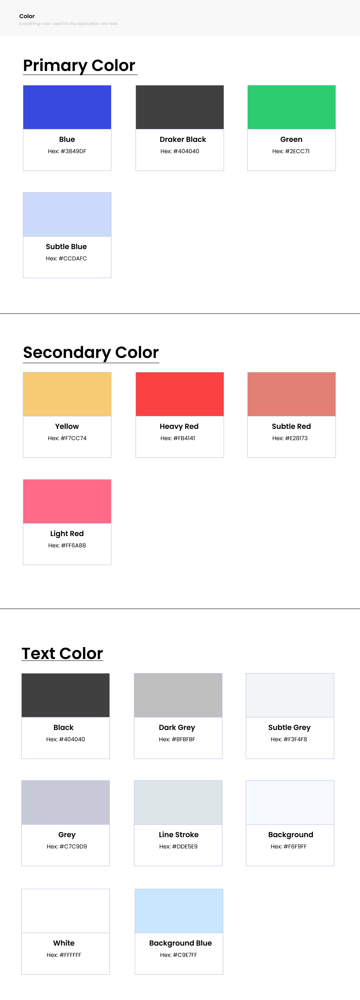 Color
Everything color used for the application are here
Primary Color
Blue
Hex: #3849DF
Draker Black
Hex: #404040
Green
Hex: #2ECC71
Subtle Blue
Hex: #CCDAFC
Secondary Color
Yellow
Hex: #F7CC74
Heavy Red
Hex: #FB4141
Subtle Red
Hex: #E28173
Light Red
Hex: #FF6A88
Text Color
Black
Hex: #404040
Dark Grey
Hex: #BFBFBF
Subtle Grey
Hex: #F3F4F8
Grey
Hex: #C7C9D9
Line Stroke
Hex: #DDE5E9
Background
Hex: #F6F9FF
White
Hex: #FFFFFF
Background Blue
Hex: #C9E7FF